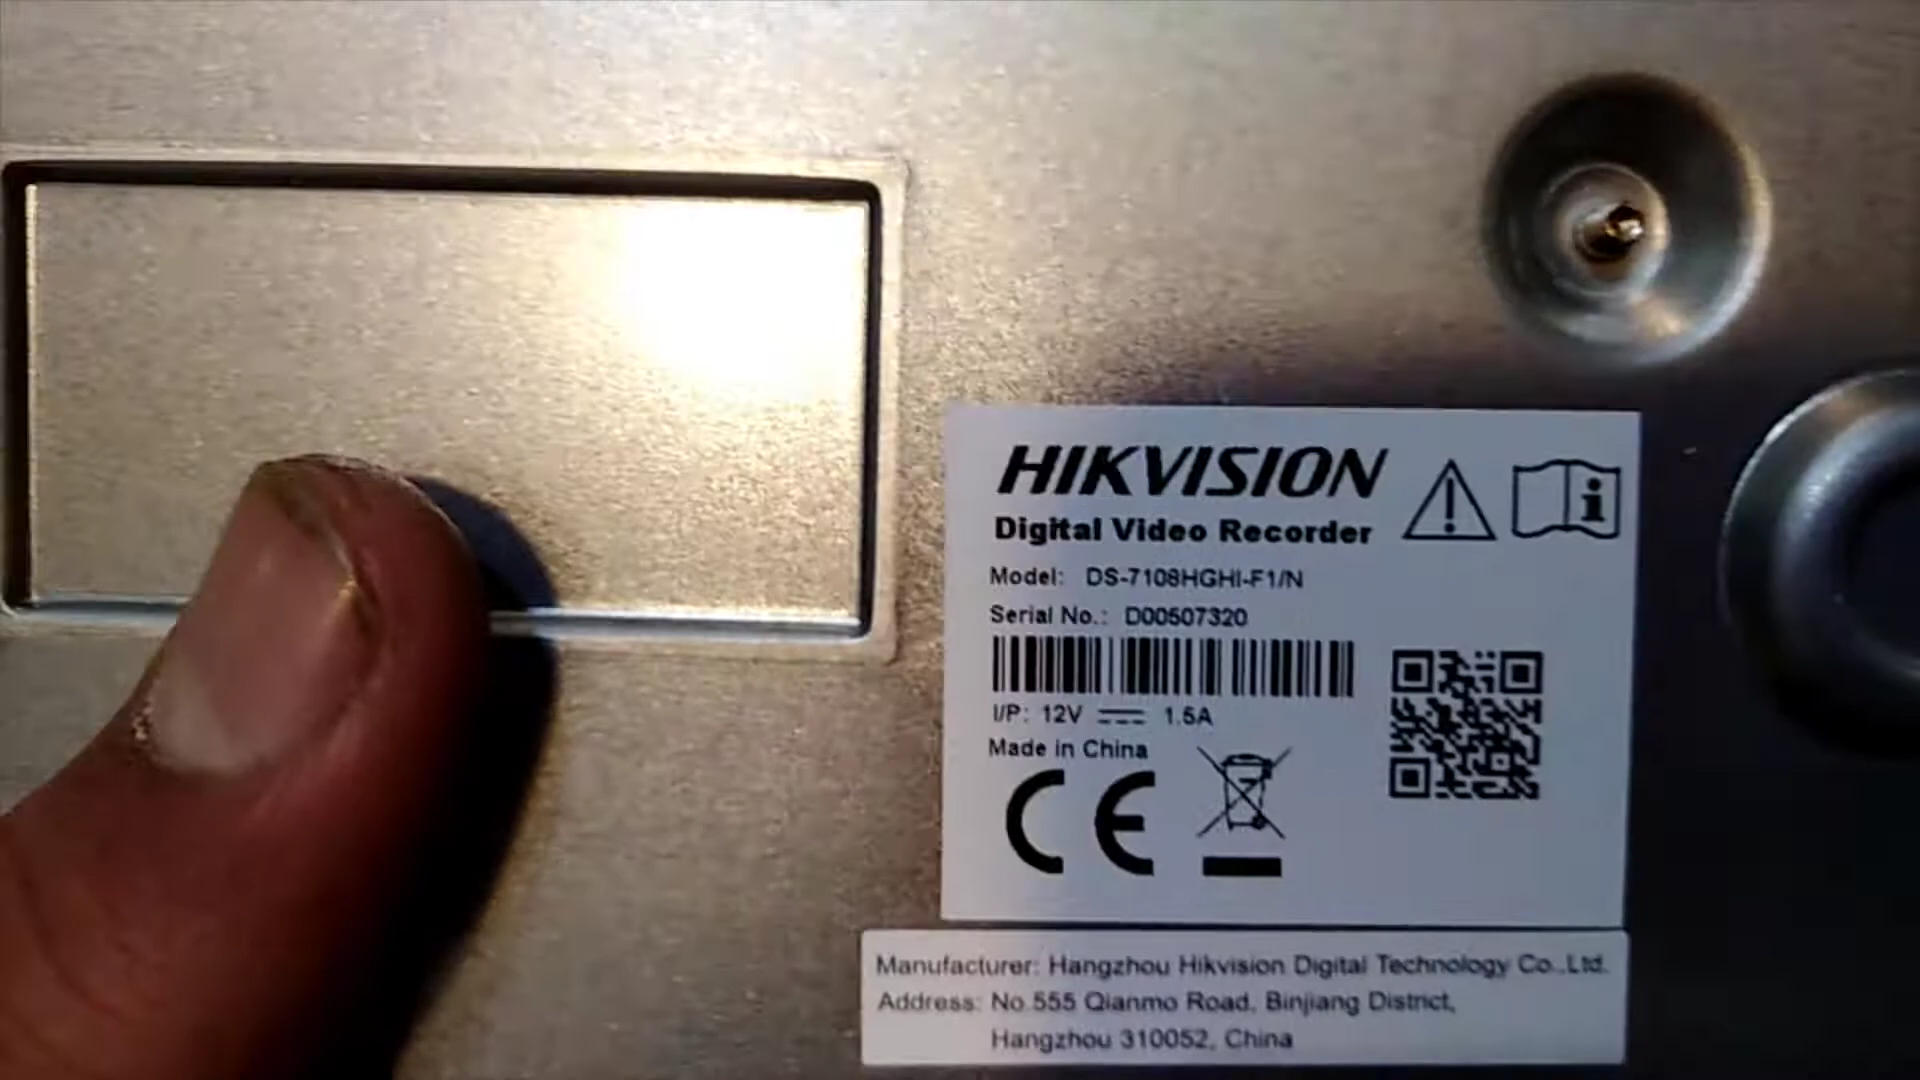 HIKVISION
Digital Video Recorder
Model: DS-7108HGHI-F1/N
Serial No.: D00507320
I/P: 12V 1.5A
Made in China
CE
Manufacturer: Hangzhou Hikvision Digital Technology Co.,Ltd.
Address: No.555 Qianmo Road, Binjiang District,
Hangzhou 310052, China